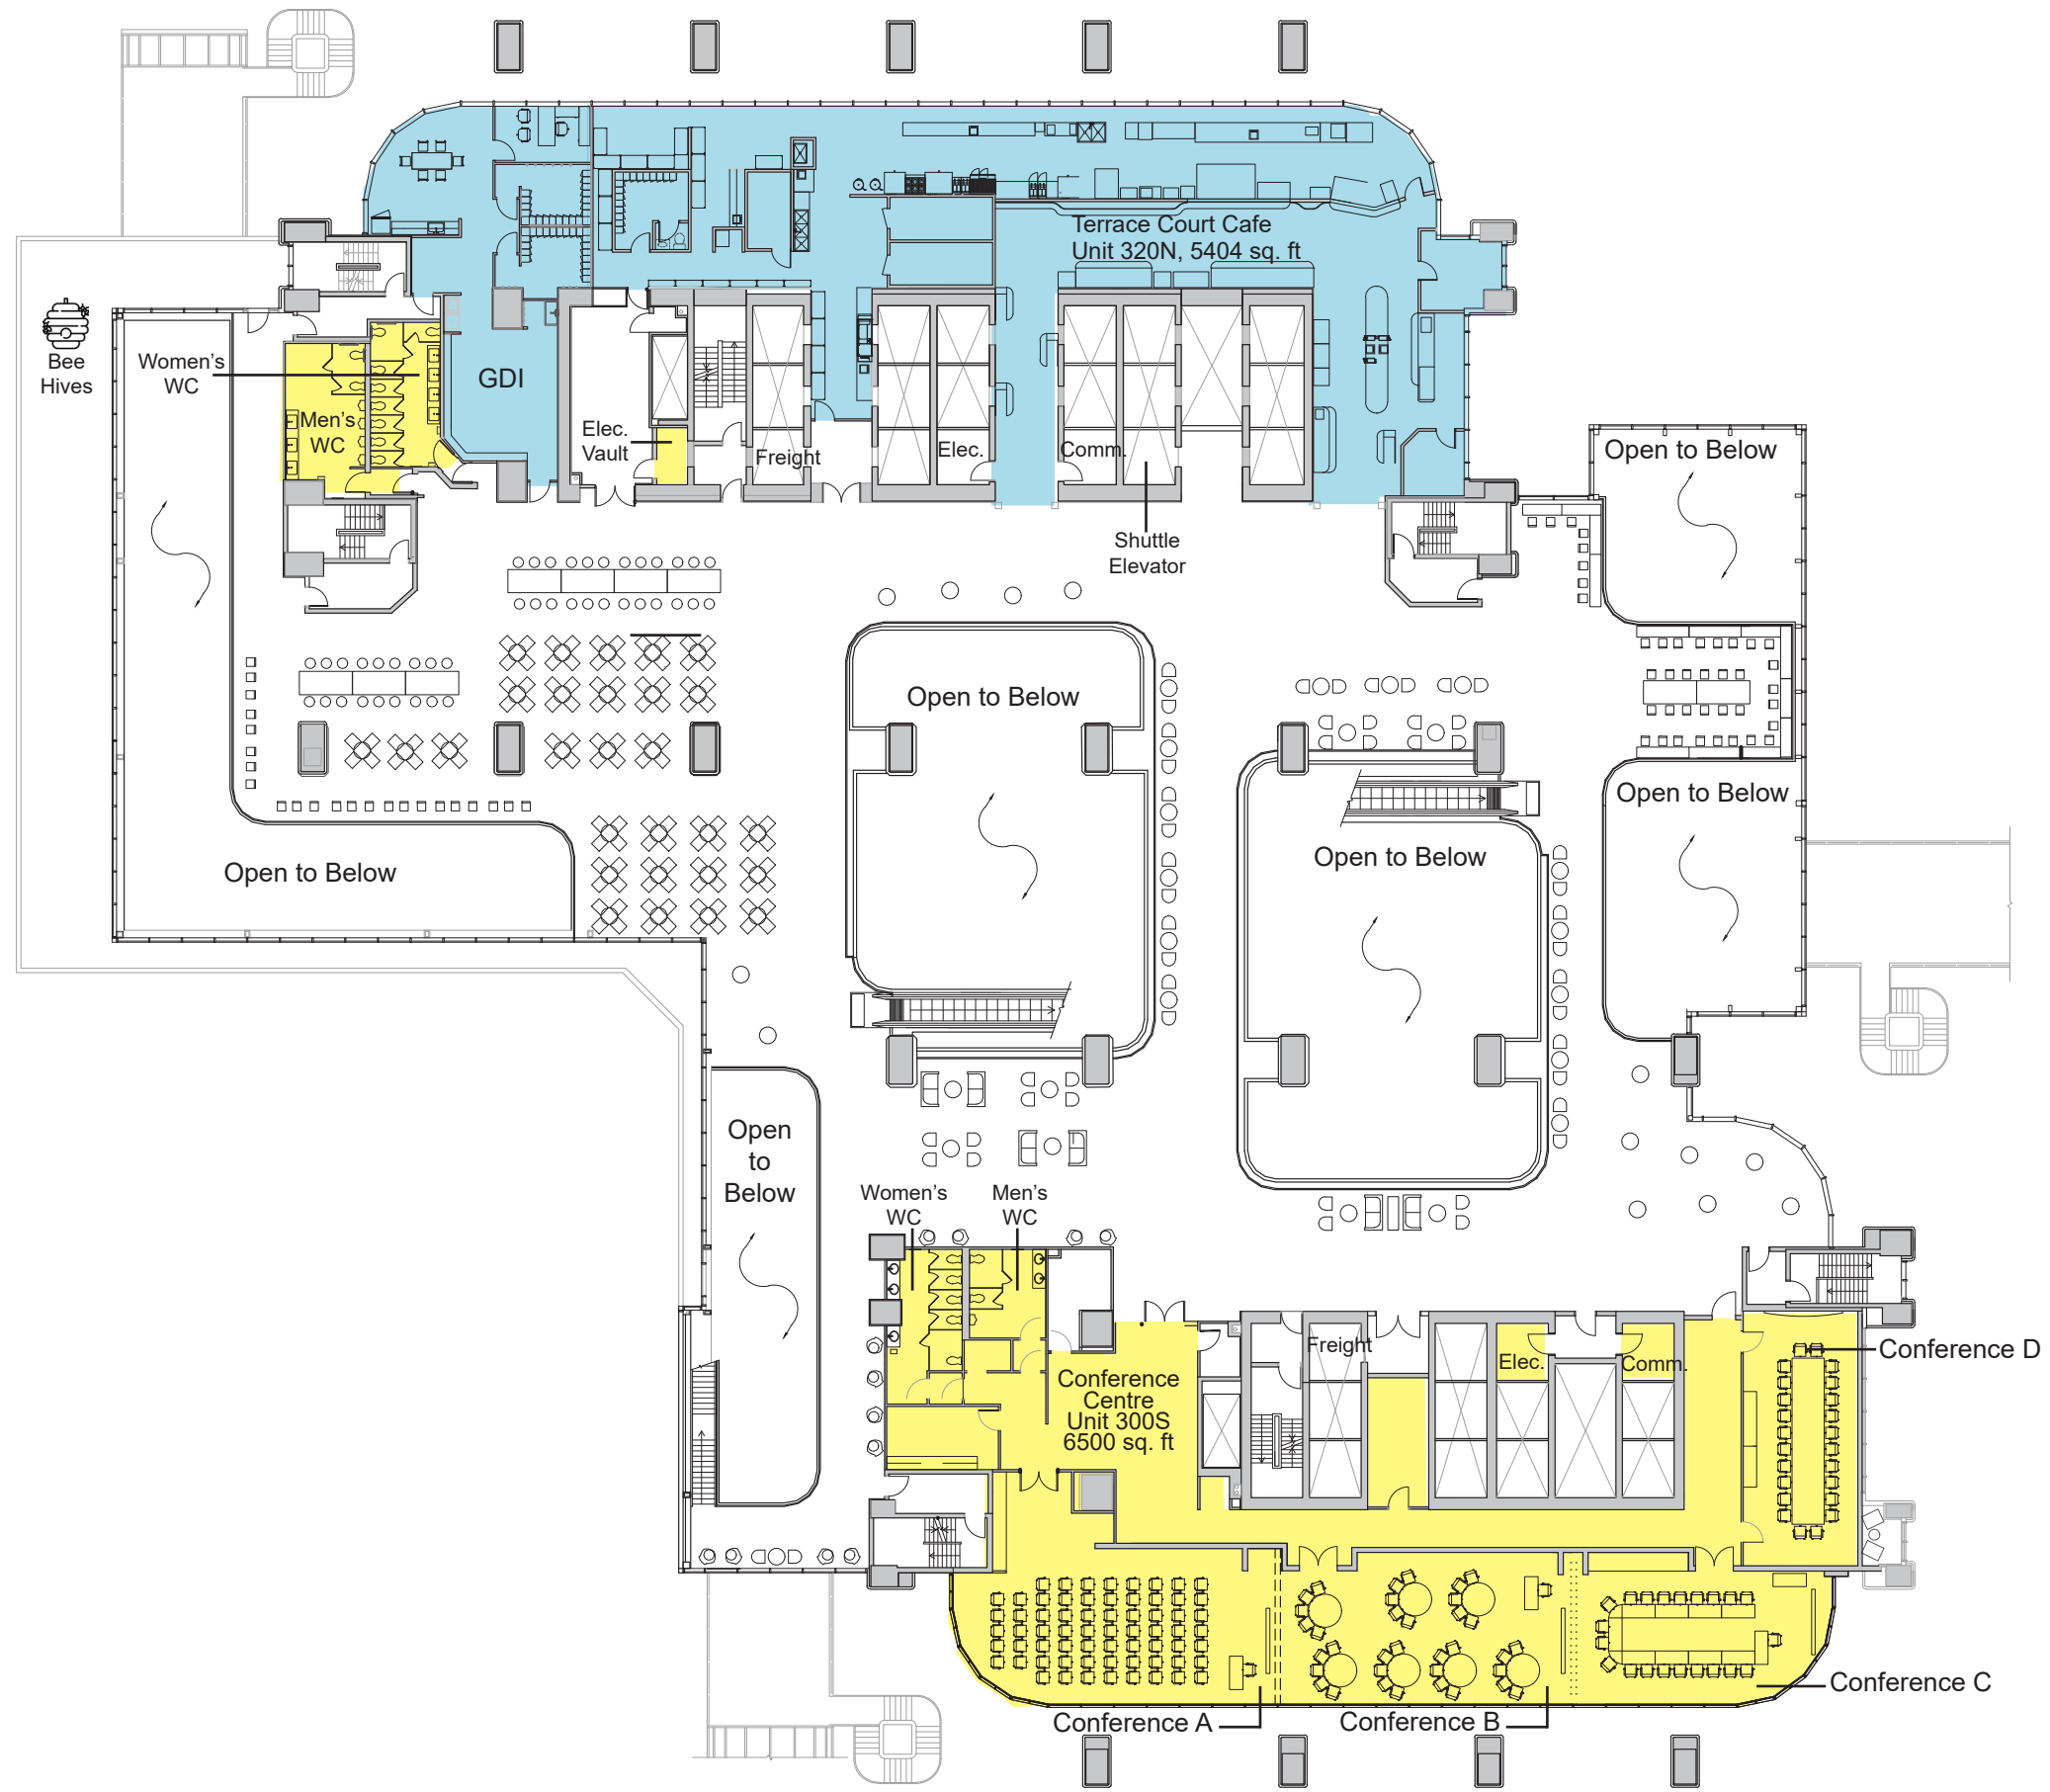 Terrace Court Cafe
Unit 320N, 5404 sq. ft
Bee
Hives
Women's
WC
GDI
Men's
WC
Elec.
Vault
Freight
Elec.
Comm.
Open to Below
Shuttle
Elevator
Open to Below
Open to Below
Open to Below
Open to Below
Open
to
Below
Women's
WC
Men's
WC
Freight
Elec.
Comm.
Conference D
Conference
Centre
Unit 300S
6500 sq. ft
Conference C
Conference A
Conference B